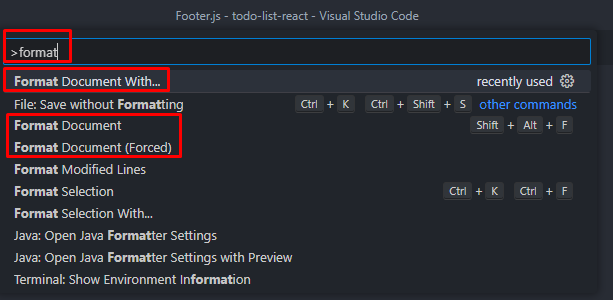 Footer.js - todo-list-react - Visual Studio Code
>format
Format Document With... recently used
File: Save without Formatting Ctrl + K Ctrl + Shift + S other commands
Format Document Shift + Alt + F
Format Document (Forced)
Format Modified Lines
Format Selection Ctrl + K Ctrl + F
Format Selection With...
Java: Open Java Formatter Settings
Java: Open Java Formatter Settings with Preview
Terminal: Show Environment Information